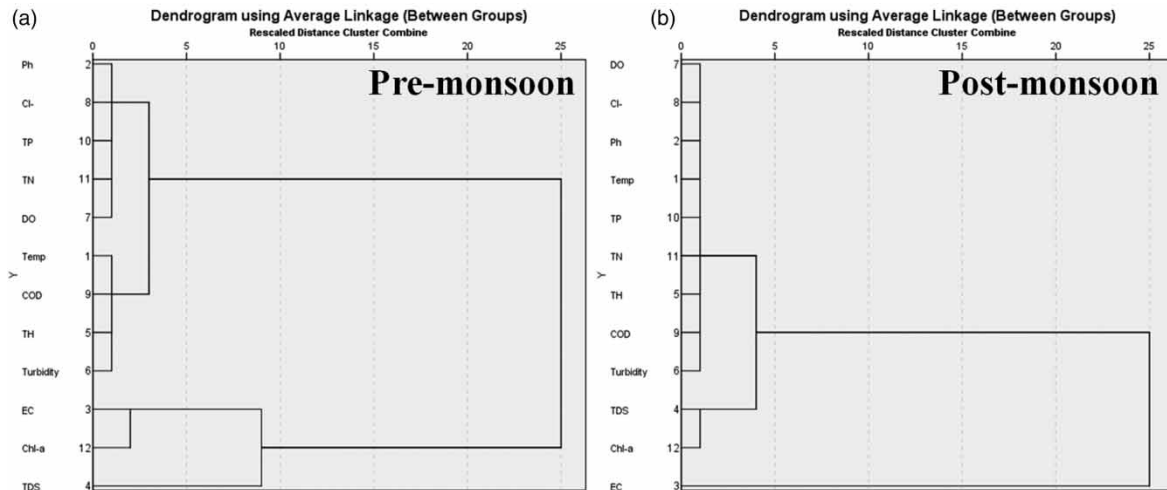 (a)
Dendrogram using Average Linkage (Between Groups)
Rescaled Distance Cluster Combine
0 5 10 15 20 25
Pre-monsoon
Y
Ph 2
Cl- 8
TP 10
TN 11
DO 7
Temp 1
COD 9
TH 5
Turbidity 6
EC 3
Chl-a 12
TDS 4
(b)
Dendrogram using Average Linkage (Between Groups)
Rescaled Distance Cluster Combine
0 5 10 15 20 25
Post-monsoon
Y
DO 7
Cl- 8
Ph 2
Temp 1
TP 10
TN 11
TH 5
COD 9
Turbidity 6
TDS 4
Chl-a 12
EC 3